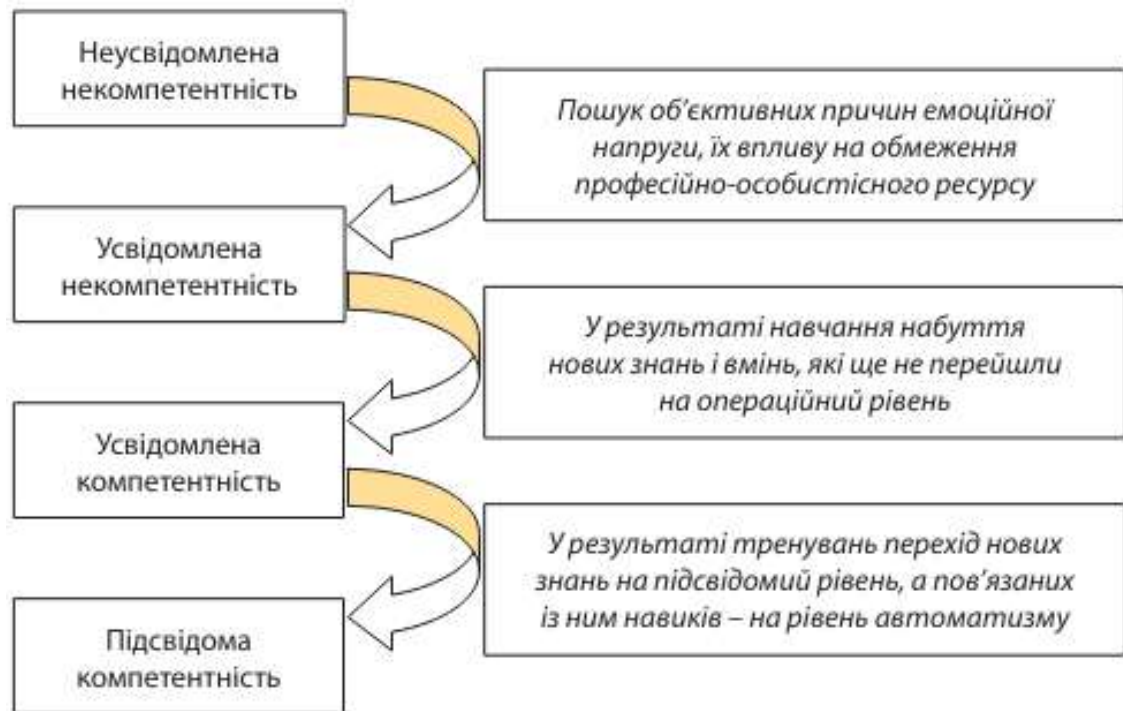 Неусвідомлена
некомпетентність
Пошук об’єктивних причин емоційної
напруги, їх впливу на обмеження
професійно-особистісного ресурсу
Усвідомлена
некомпетентність
У результаті навчання набуття
нових знань і вмінь, які ще не перейшли
на операційний рівень
Усвідомлена
компетентність
У результаті тренувань перехід нових
знань на підсвідомий рівень, а пов’язаних
із ним навиків – на рівень автоматизму
Підсвідома
компетентність